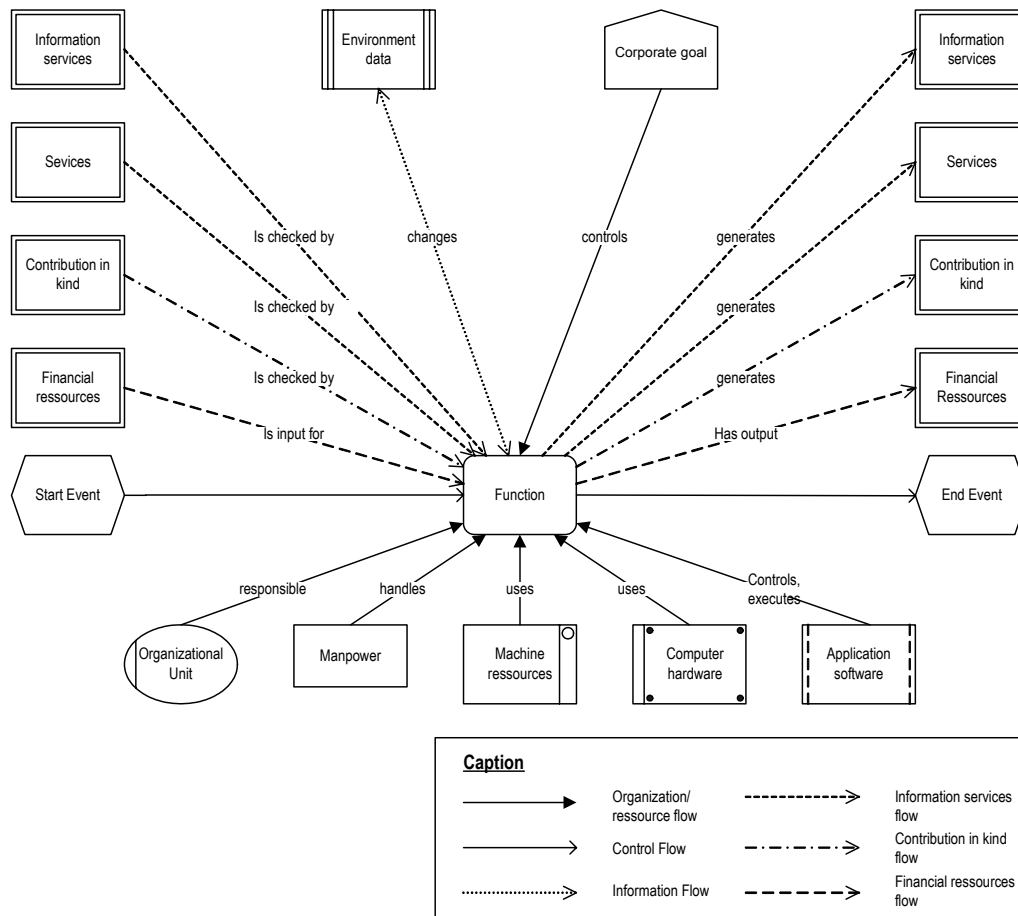 Information
services
Environment
data
Corporate goal
Information
services
Sevices
Services
Is checked by
changes
controls
generates
Contribution in
kind
Contribution in
kind
Is checked by
generates
Is checked by
generates
Financial
ressources
Financial
Ressources
Is input for
Has output
Start Event
Function
End Event
responsible
handles
uses
uses
Controls,
executes
Organizational
Unit
Manpower
Machine
ressources
Computer
hardware
Application
software
Caption
Organization/
ressource flow
Information services
flow
Control Flow
Contribution in kind
flow
Information Flow
Financial ressources
flow